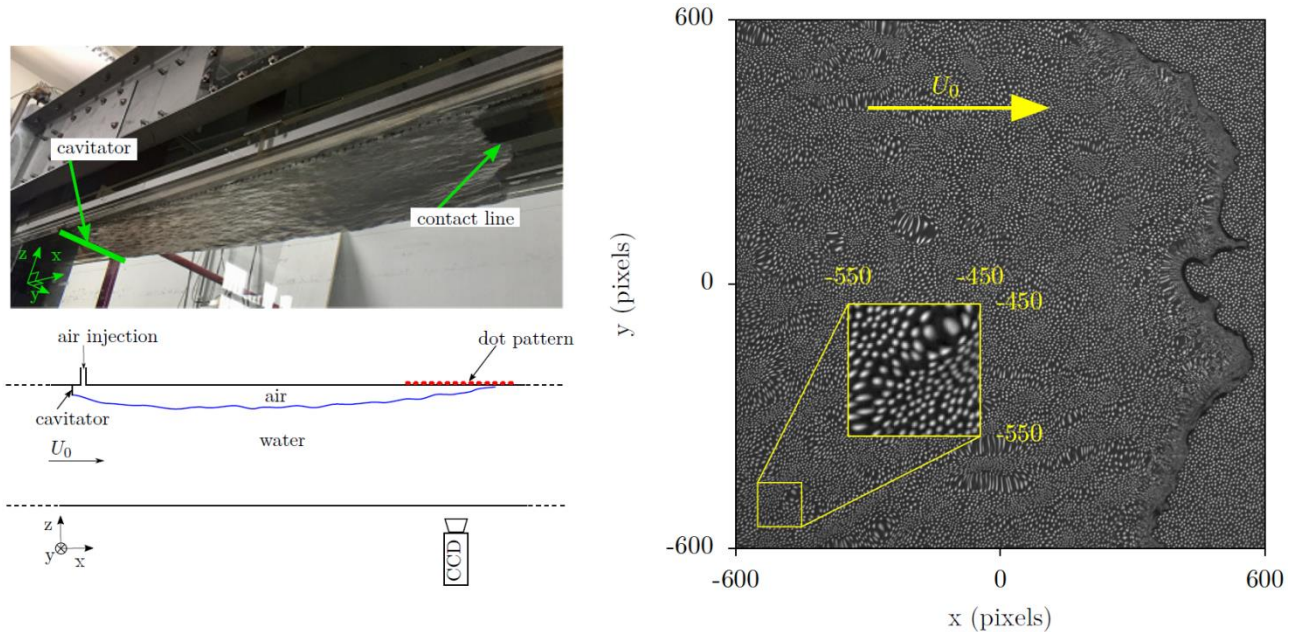 cavitator
contact line
z
x
y
air injection
dot pattern
air
cavitator
water
U₀
z
y
x
CCD
600
U₀
y (pixels)
0
-550
-450
-450
-550
-600
-600
0
600
x (pixels)